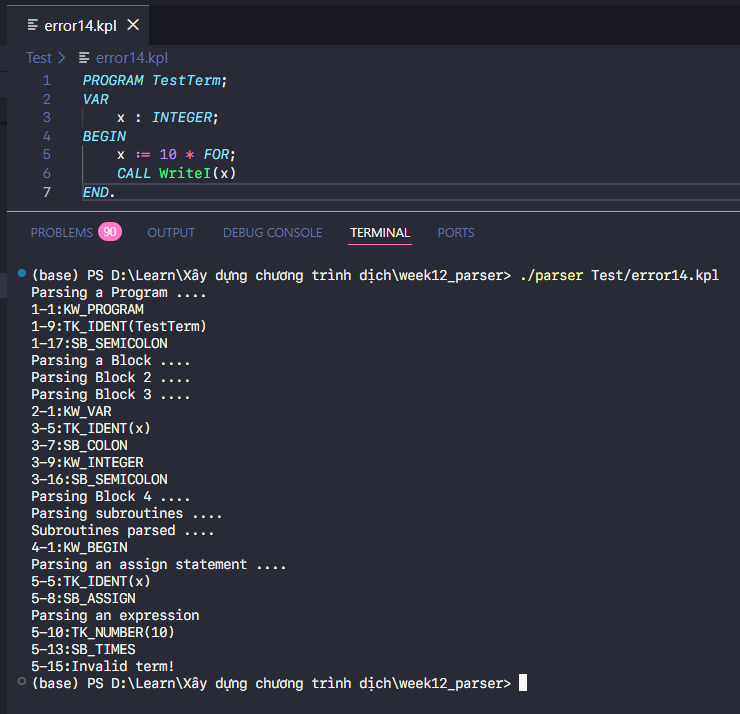 error14.kpl
Test > error14.kpl
1 PROGRAM TestTerm;
2 VAR
3 x : INTEGER;
4 BEGIN
5 x := 10 * FOR;
6 CALL WriteI(x)
7 END.
PROBLEMS 90 OUTPUT DEBUG CONSOLE TERMINAL PORTS
(base) PS D:\Learn\Xây dựng chương trình dịch\week12_parser> ./parser Test/error14.kpl
Parsing a Program ....
1-1:KW_PROGRAM
1-9:TK_IDENT(TestTerm)
1-17:SB_SEMICOLON
Parsing a Block ....
Parsing Block 2 ....
Parsing Block 3 ....
2-1:KW_VAR
3-5:TK_IDENT(x)
3-7:SB_COLON
3-9:KW_INTEGER
3-16:SB_SEMICOLON
Parsing Block 4 ....
Parsing subroutines ....
Subroutines parsed ....
4-1:KW_BEGIN
Parsing an assign statement ....
5-5:TK_IDENT(x)
5-8:SB_ASSIGN
Parsing an expression
5-10:TK_NUMBER(10)
5-13:SB_TIMES
5-15:Invalid term!
(base) PS D:\Learn\Xây dựng chương trình dịch\week12_parser>